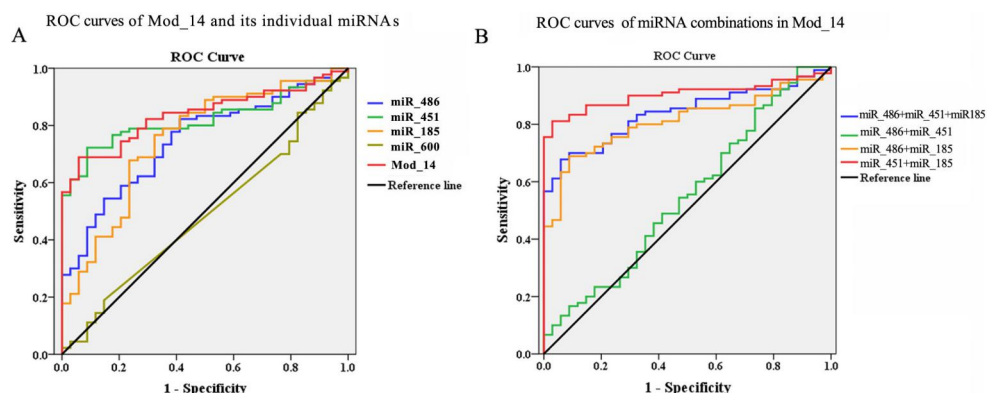 ROC curves of Mod_14 and its individual miRNAs
A
ROC Curve
1.0
0.8
0.6
0.4
0.2
0.0
Sensitivity
0.0 0.2 0.4 0.6 0.8 1.0
1 - Specificity
miR_486
miR_451
miR_185
miR_600
Mod_14
Reference line
ROC curves of miRNA combinations in Mod_14
B
ROC Curve
1.0
0.8
0.6
0.4
0.2
0.0
Sensitivity
0.0 0.2 0.4 0.6 0.8 1.0
1 - Specificity
miR_486+miR_451+miR185
miR_486+miR_451
miR_486+miR_185
miR_451+miR_185
Reference line